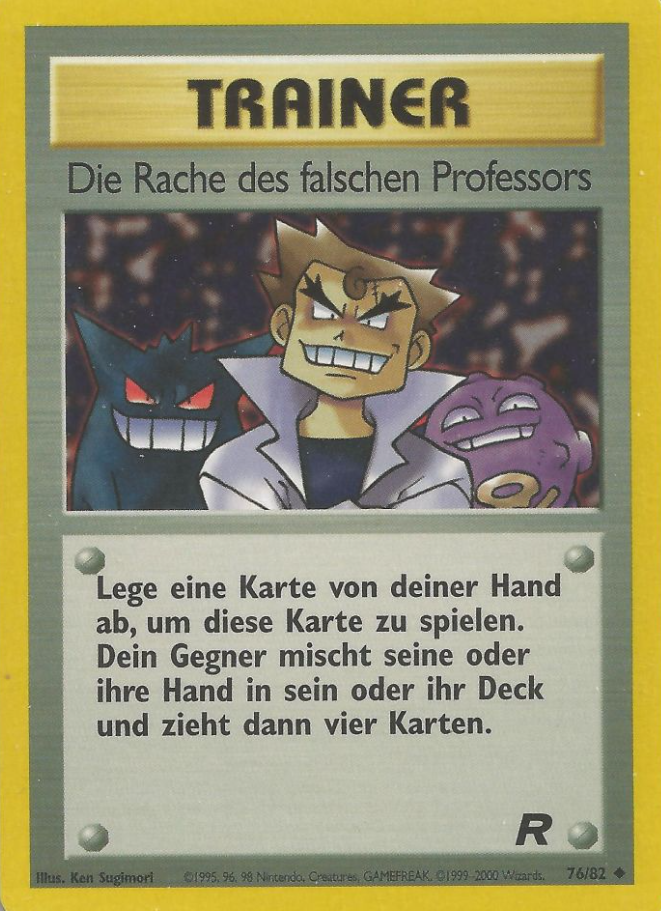 TRAINER
Die Rache des falschen Professors
Lege eine Karte von deiner Hand
ab, um diese Karte zu spielen.
Dein Gegner mischt seine oder
ihre Hand in sein oder ihr Deck
und zieht dann vier Karten.
R
Illus. Ken Sugimori ©1995, 96, 98 Nintendo, Creatures, GAMEFREAK. ©1999–2000 Wizards. 76/82 ◆